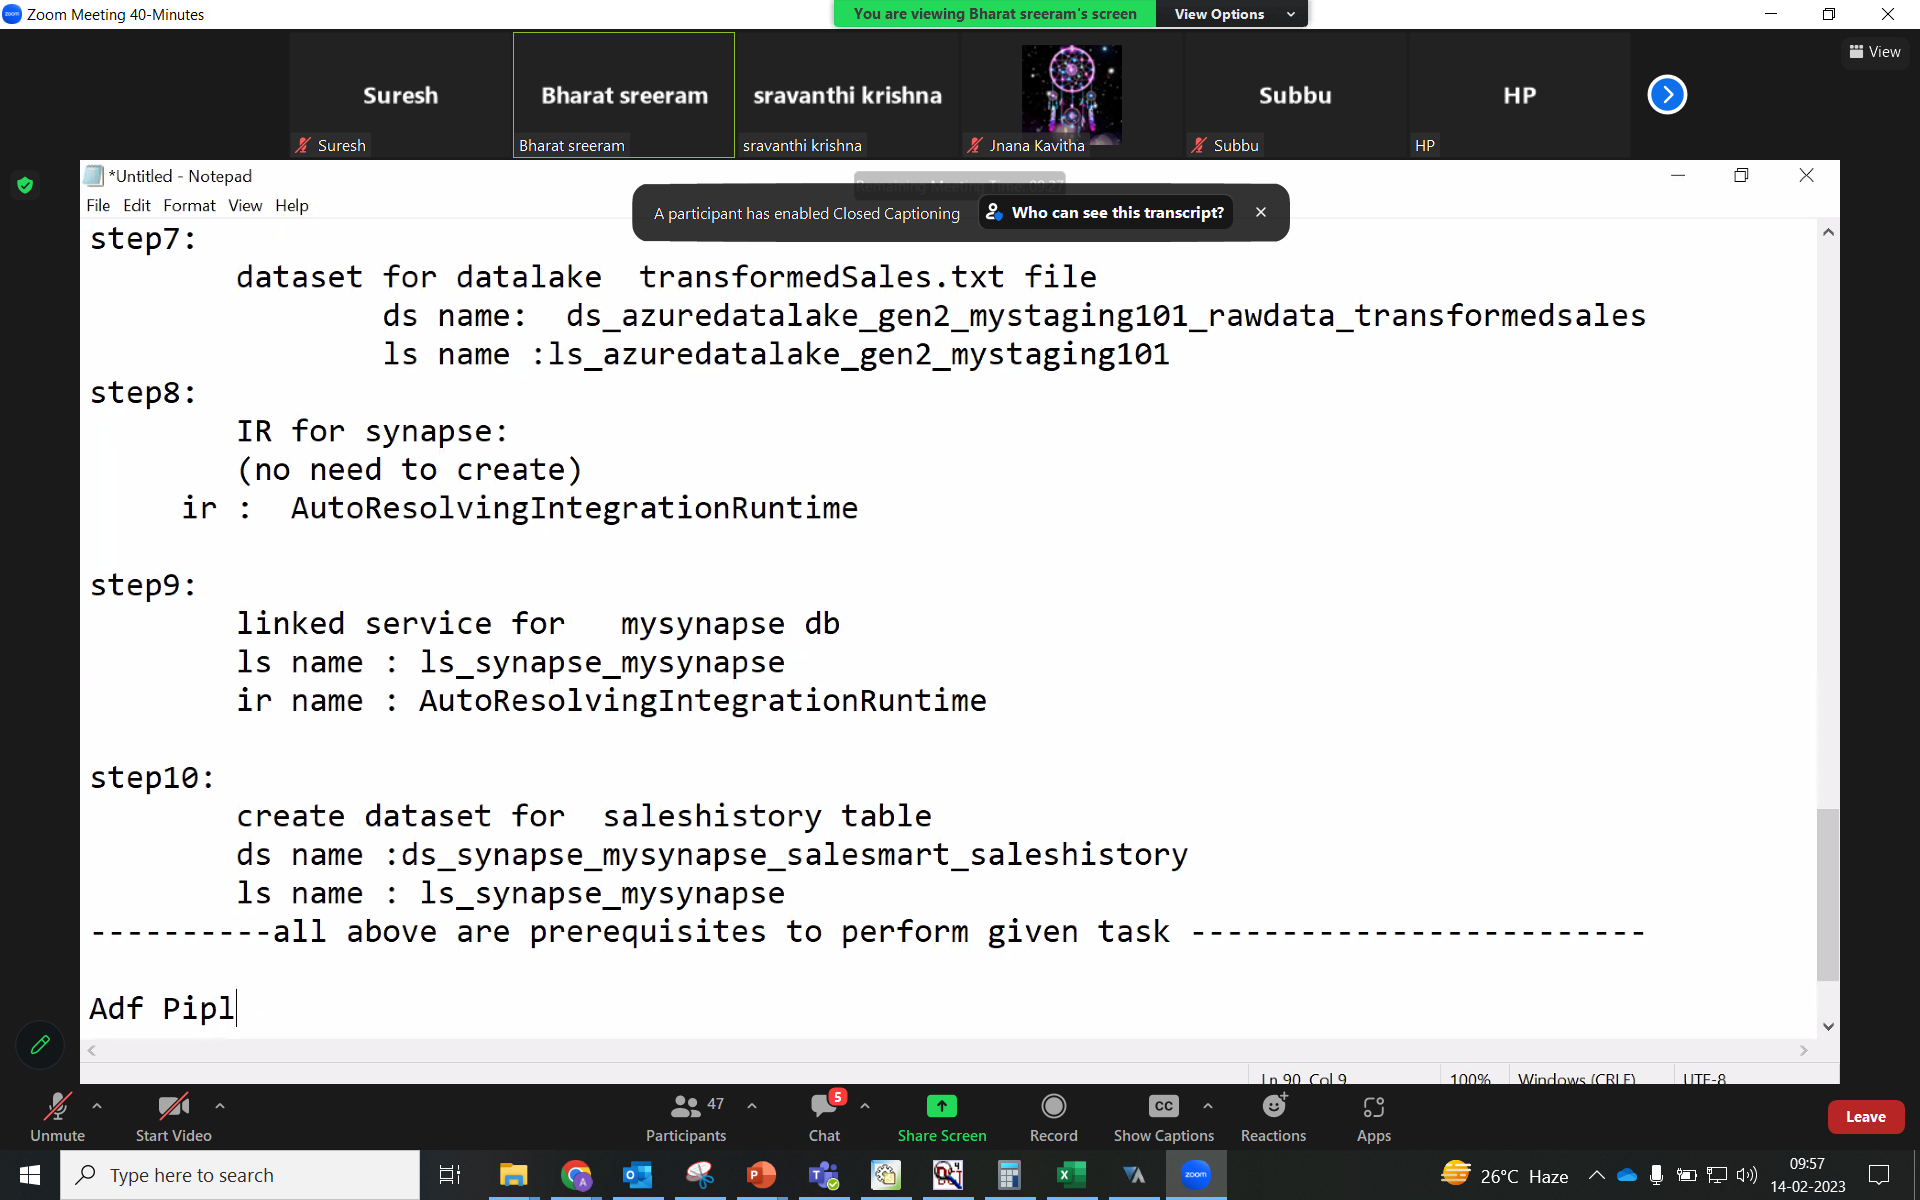 Zoom Meeting 40-Minutes
You are viewing Bharat sreeram's screen
View Options
View
Suresh
Bharat sreeram
sravanthi krishna
Subbu
HP
Suresh
Bharat sreeram
sravanthi krishna
Jnana Kavitha
Subbu
HP
*Untitled - Notepad
Remaining Meeting Time: 09:27
File Edit Format View Help
A participant has enabled Closed Captioning
Who can see this transcript?
step7:
dataset for datalake transformedSales.txt file
ds name: ds_azuredatalake_gen2_mystaging101_rawdata_transformedsales
ls name :ls_azuredatalake_gen2_mystaging101
step8:
IR for synapse:
(no need to create)
ir : AutoResolvingIntegrationRuntime
step9:
linked service for mysynapse db
ls name : ls_synapse_mysynapse
ir name : AutoResolvingIntegrationRuntime
step10:
create dataset for saleshistory table
ds name :ds_synapse_mysynapse_salesmart_saleshistory
ls name : ls_synapse_mysynapse
----------all above are prerequisites to perform given task -------------------------
Adf Pipl
Ln 90, Col 9
100%
Windows (CRLF)
UTF-8
Unmute
Start Video
47
Participants
5
Chat
Share Screen
Record
CC
Show Captions
Reactions
Apps
Leave
Type here to search
zoom
26°C Haze
09:57
14-02-2023